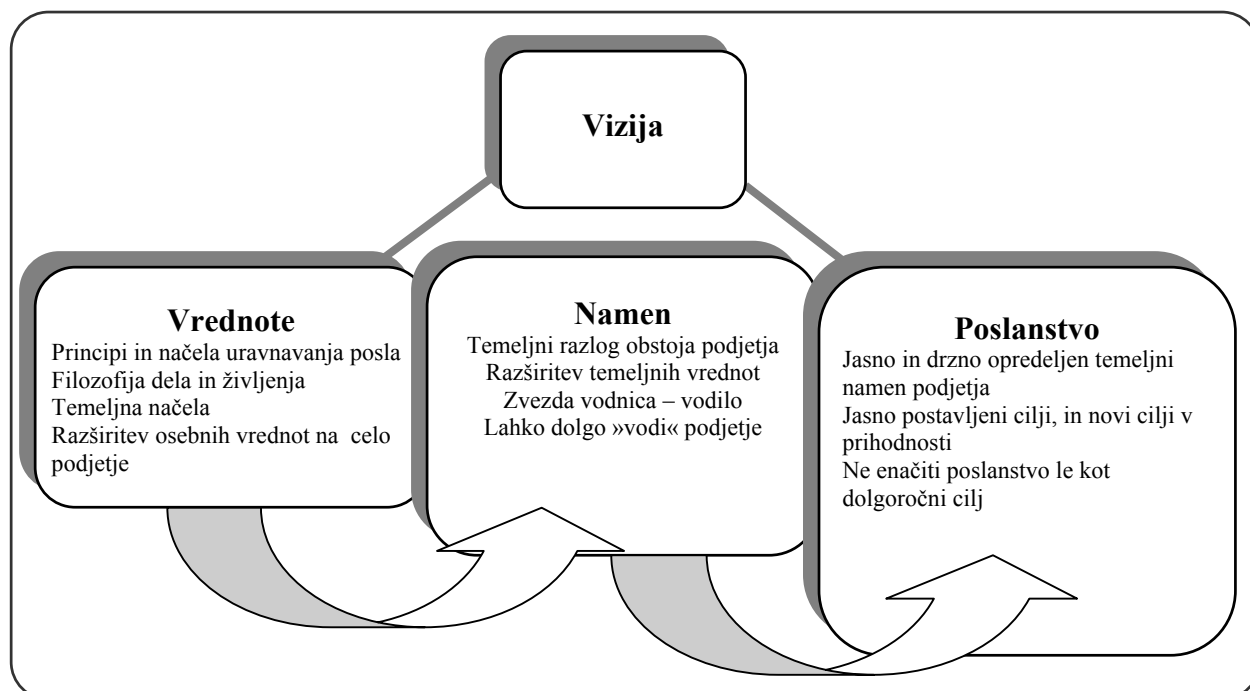 Vizija
Vrednote
Principi in načela uravnavanja posla
Filozofija dela in življenja
Temeljna načela
Razširitev osebnih vrednot na celo
podjetje
Namen
Temeljni razlog obstoja podjetja
Razširitev temeljnih vrednot
Zvezda vodnica – vodilo
Lahko dolgo »vodi« podjetje
Poslanstvo
Jasno in drzno opredeljen temeljni
namen podjetja
Jasno postavljeni cilji, in novi cilji v
prihodnosti
Ne enačiti poslanstvo le kot
dolgoročni cilj